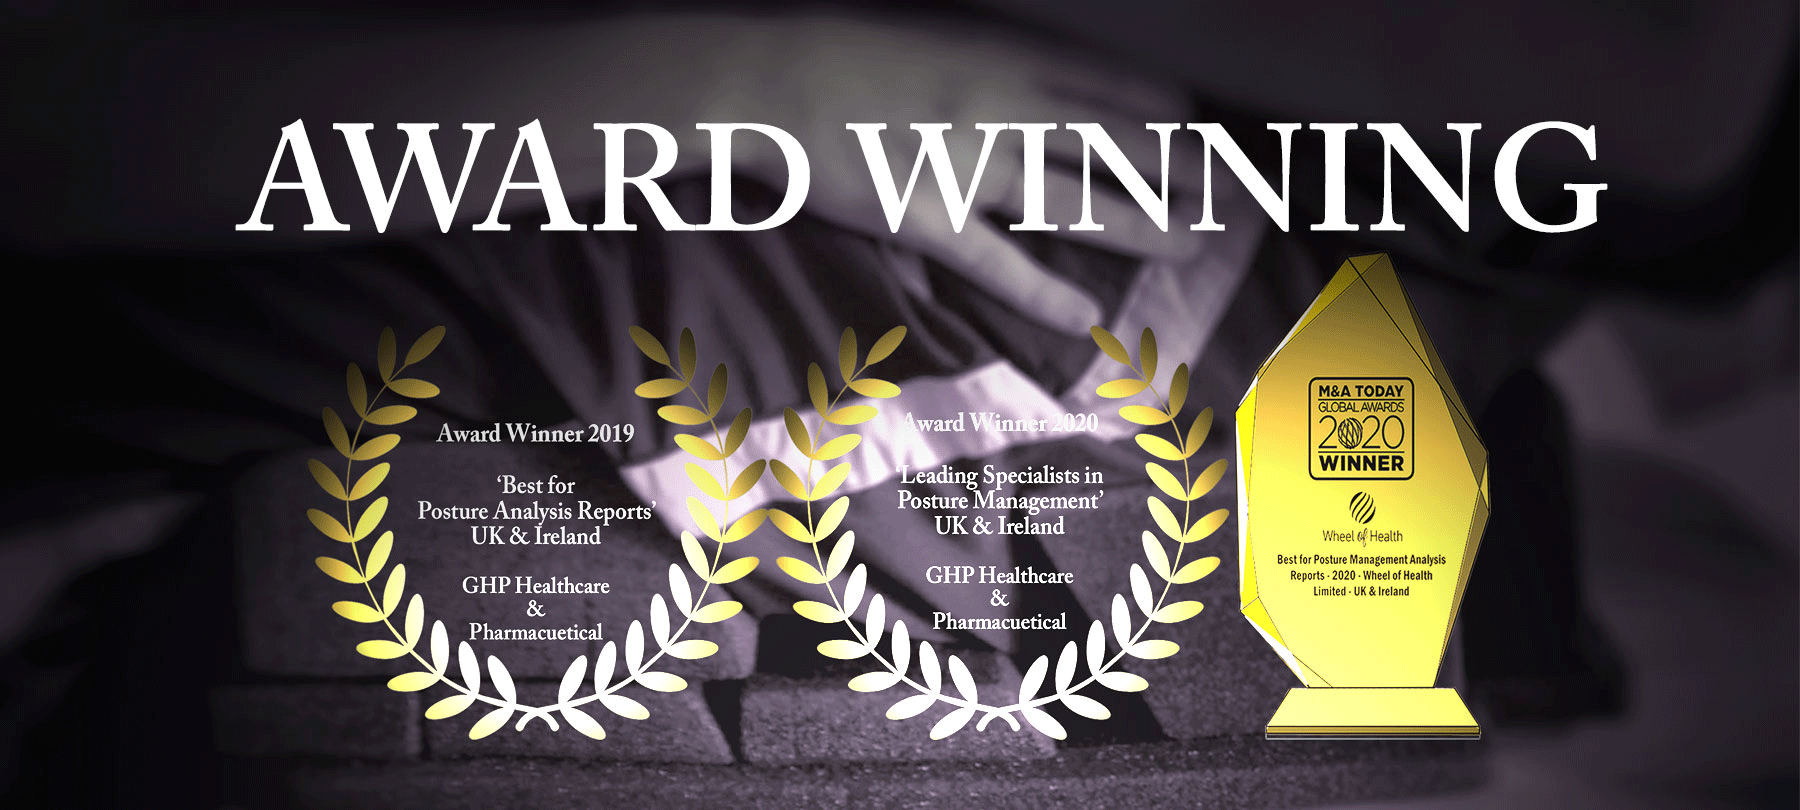 AWARD WINNING
Award Winner 2019
‘Best for
Posture Analysis Reports’
UK & Ireland
GHP Healthcare
&
Pharmacuetical
Award Winner 2020
‘Leading Specialists in
Posture Management’
UK & Ireland
GHP Healthcare
&
Pharmacuetical
M&A TODAY
GLOBAL AWARDS
2020
WINNER
Wheel of Health
Best for Posture Management Analysis
Reports - 2020 - Wheel of Health
Limited - UK & Ireland